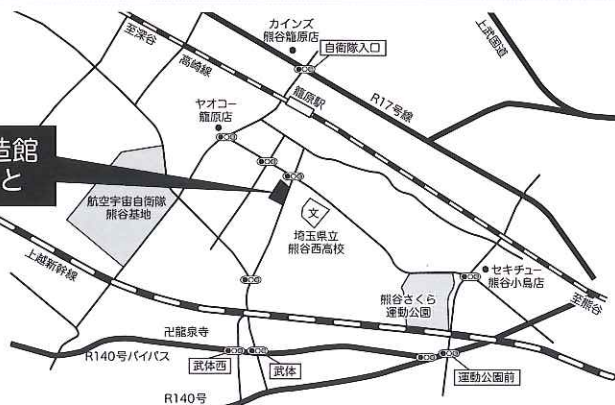 カインズ
熊谷籠原店
自衛隊入口
上武国道
至深谷
高崎線
籠原駅
R17号線
ヤオコー
籠原店
造館
と
航空宇宙自衛隊
熊谷基地
文
埼玉県立
熊谷西高校
上越新幹線
セキチュー
熊谷小島店
熊谷さくら
運動公園
至熊谷
卍龍泉寺
R140号バイパス
武体西
武体
運動公園前
R140号